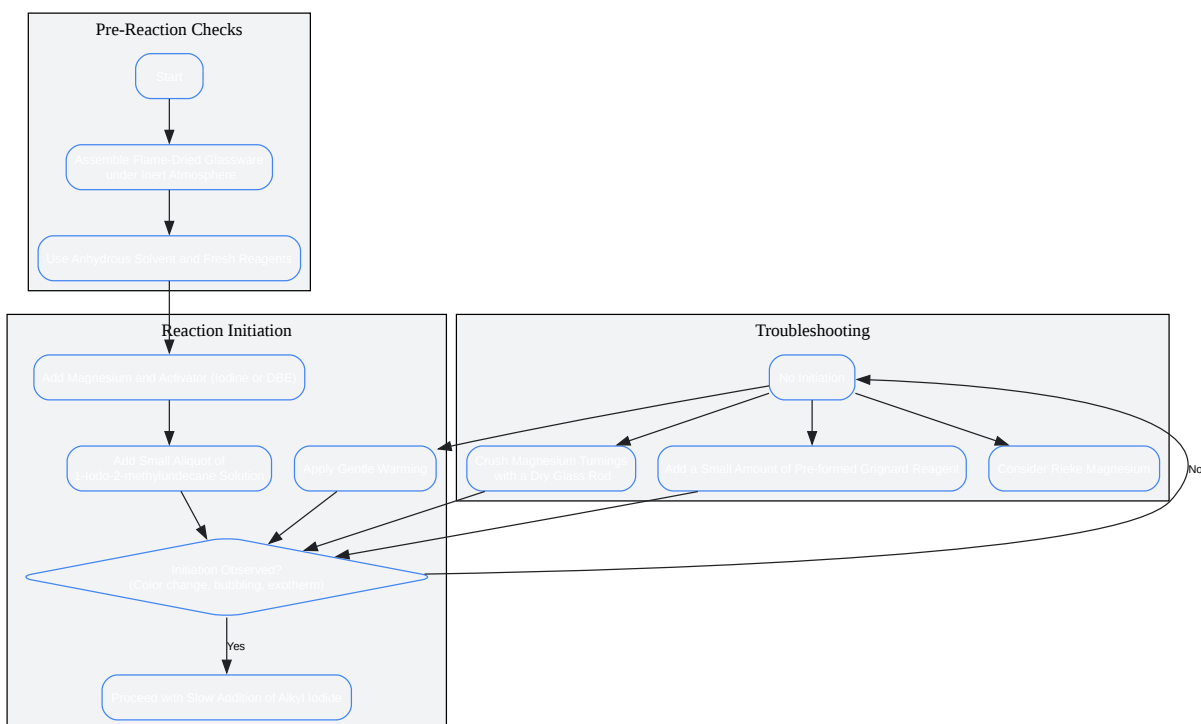 Pre-Reaction Checks
Start
Assemble Flame-Dried Glassware
under Inert Atmosphere
Use Anhydrous Solvent and Fresh Reagents
Reaction Initiation
Add Magnesium and Activator (Iodine or DBE)
Add Small Aliquot of
1-Iodo-2-methylundecane Solution
Apply Gentle Warming
Initiation Observed?
(Color change, bubbling, exotherm)
Yes
Proceed with Slow Addition of Alkyl Iodide
Troubleshooting
No Initiation
Crush Magnesium Turnings
with a Dry Glass Rod
Add a Small Amount of Pre-formed Grignard Reagent
Consider Rieke Magnesium
No